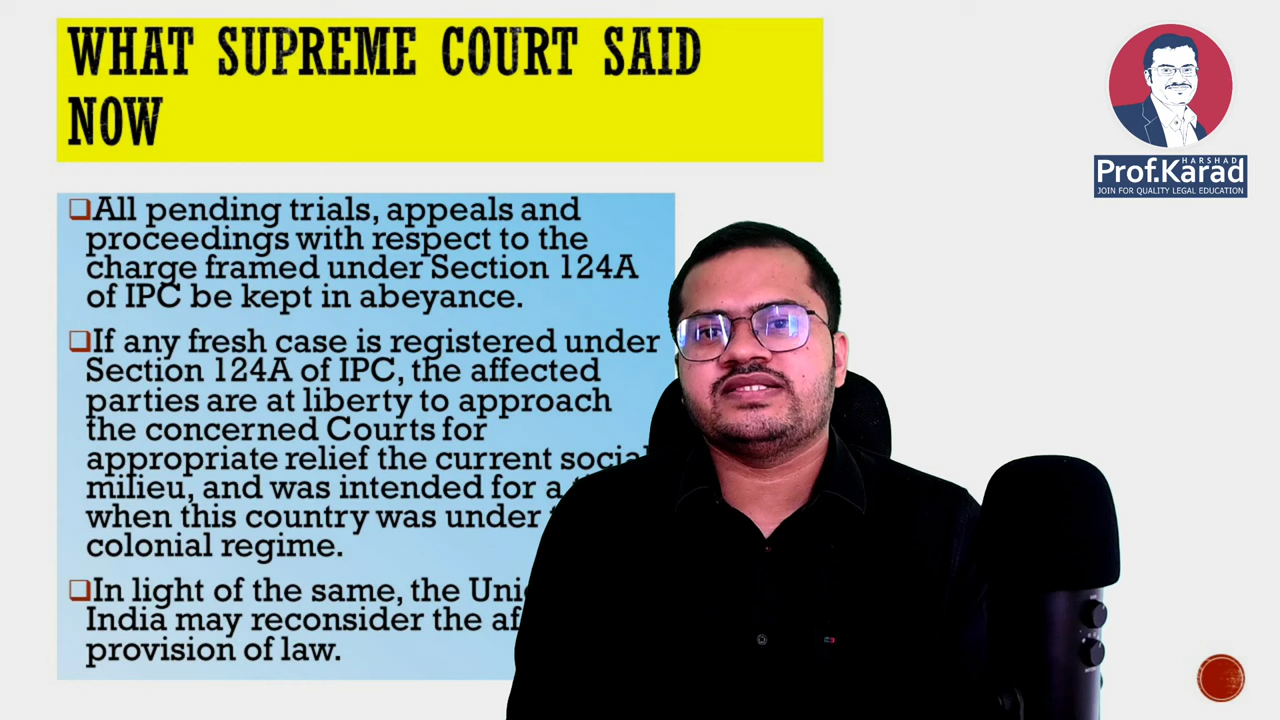 WHAT SUPREME COURT SAID
NOW
HARSHAD
Prof.Karad
JOIN FOR QUALITY LEGAL EDUCATION
All pending trials, appeals and
proceedings with respect to the
charge framed under Section 124A
of IPC be kept in abeyance.
If any fresh case is registered under
Section 124A of IPC, the affected
parties are at liberty to approach
the concerned Courts for
appropriate relief the current social
milieu, and was intended for a
when this country was under
colonial regime.
In light of the same, the
India may reconsider the
provision of law.